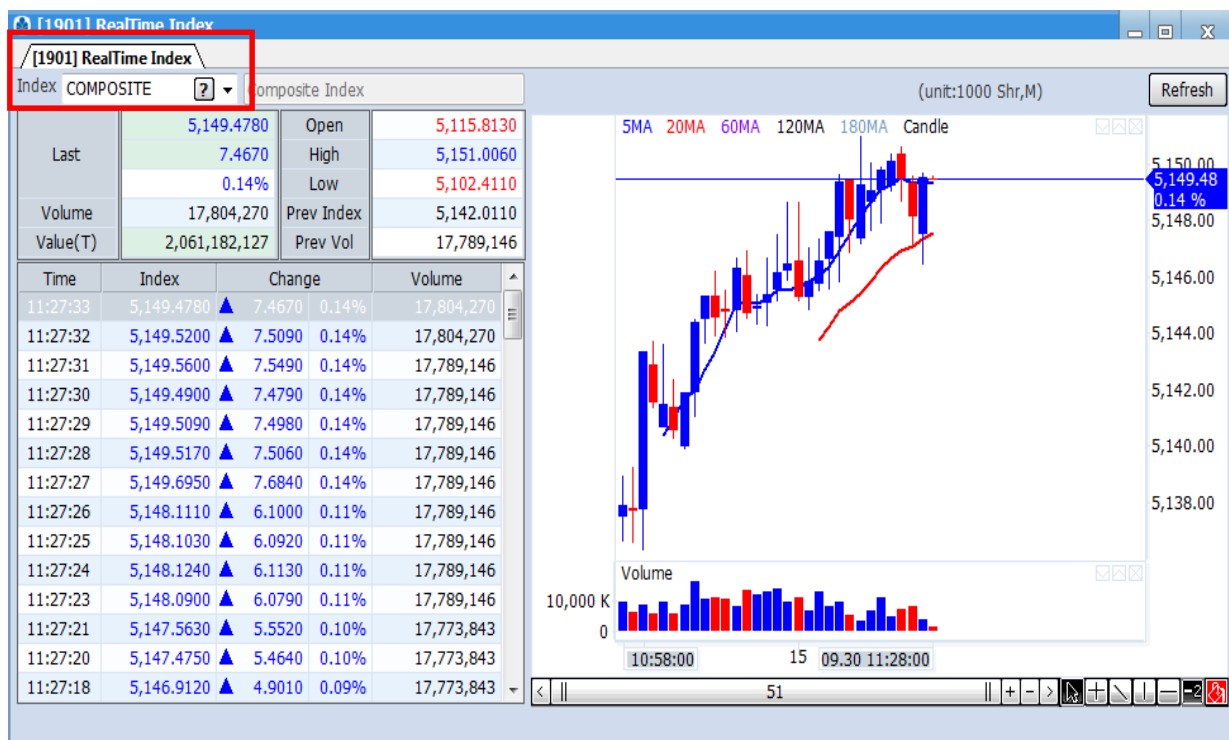 [1901] RealTime Index
[1901] RealTime Index
Index COMPOSITE ? Composite Index (unit:1000 Shr,M) Refresh
Last 5,149.4780 Open 5,115.8130
7.4670 High 5,151.0060
0.14% Low 5,102.4110
Volume 17,804,270 Prev Index 5,142.0110
Value(T) 2,061,182,127 Prev Vol 17,789,146
Time Index Change Volume
11:27:33 5,149.4780 ▲ 7.4670 0.14% 17,804,270
11:27:32 5,149.5200 ▲ 7.5090 0.14% 17,804,270
11:27:31 5,149.5600 ▲ 7.5490 0.14% 17,789,146
11:27:30 5,149.4900 ▲ 7.4790 0.14% 17,789,146
11:27:29 5,149.5090 ▲ 7.4980 0.14% 17,789,146
11:27:28 5,149.5170 ▲ 7.5060 0.14% 17,789,146
11:27:27 5,149.6950 ▲ 7.6840 0.14% 17,789,146
11:27:26 5,148.1110 ▲ 6.1000 0.11% 17,789,146
11:27:25 5,148.1030 ▲ 6.0920 0.11% 17,789,146
11:27:24 5,148.1240 ▲ 6.1130 0.11% 17,789,146
11:27:23 5,148.0900 ▲ 6.0790 0.11% 17,789,146
11:27:21 5,147.5630 ▲ 5.5520 0.10% 17,773,843
11:27:20 5,147.4750 ▲ 5.4640 0.10% 17,773,843
11:27:18 5,146.9120 ▲ 4.9010 0.09% 17,773,843
5MA 20MA 60MA 120MA 180MA Candle
5,150.00
5,149.48
0.14 %
5,148.00
5,146.00
5,144.00
5,142.00
5,140.00
5,138.00
Volume
10,000 K
0
10:58:00 15 09.30 11:28:00
51